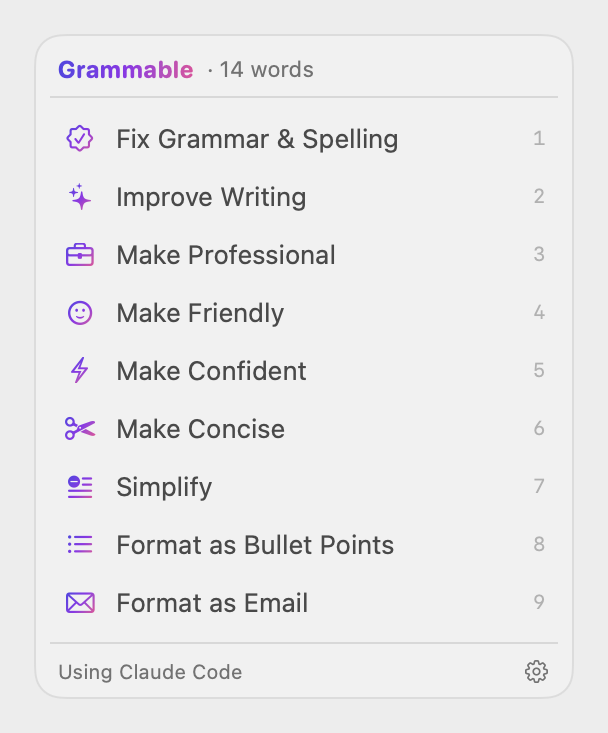 Grammable · 14 words
Fix Grammar & Spelling 1
Improve Writing 2
Make Professional 3
Make Friendly 4
Make Confident 5
Make Concise 6
Simplify 7
Format as Bullet Points 8
Format as Email 9
Using Claude Code